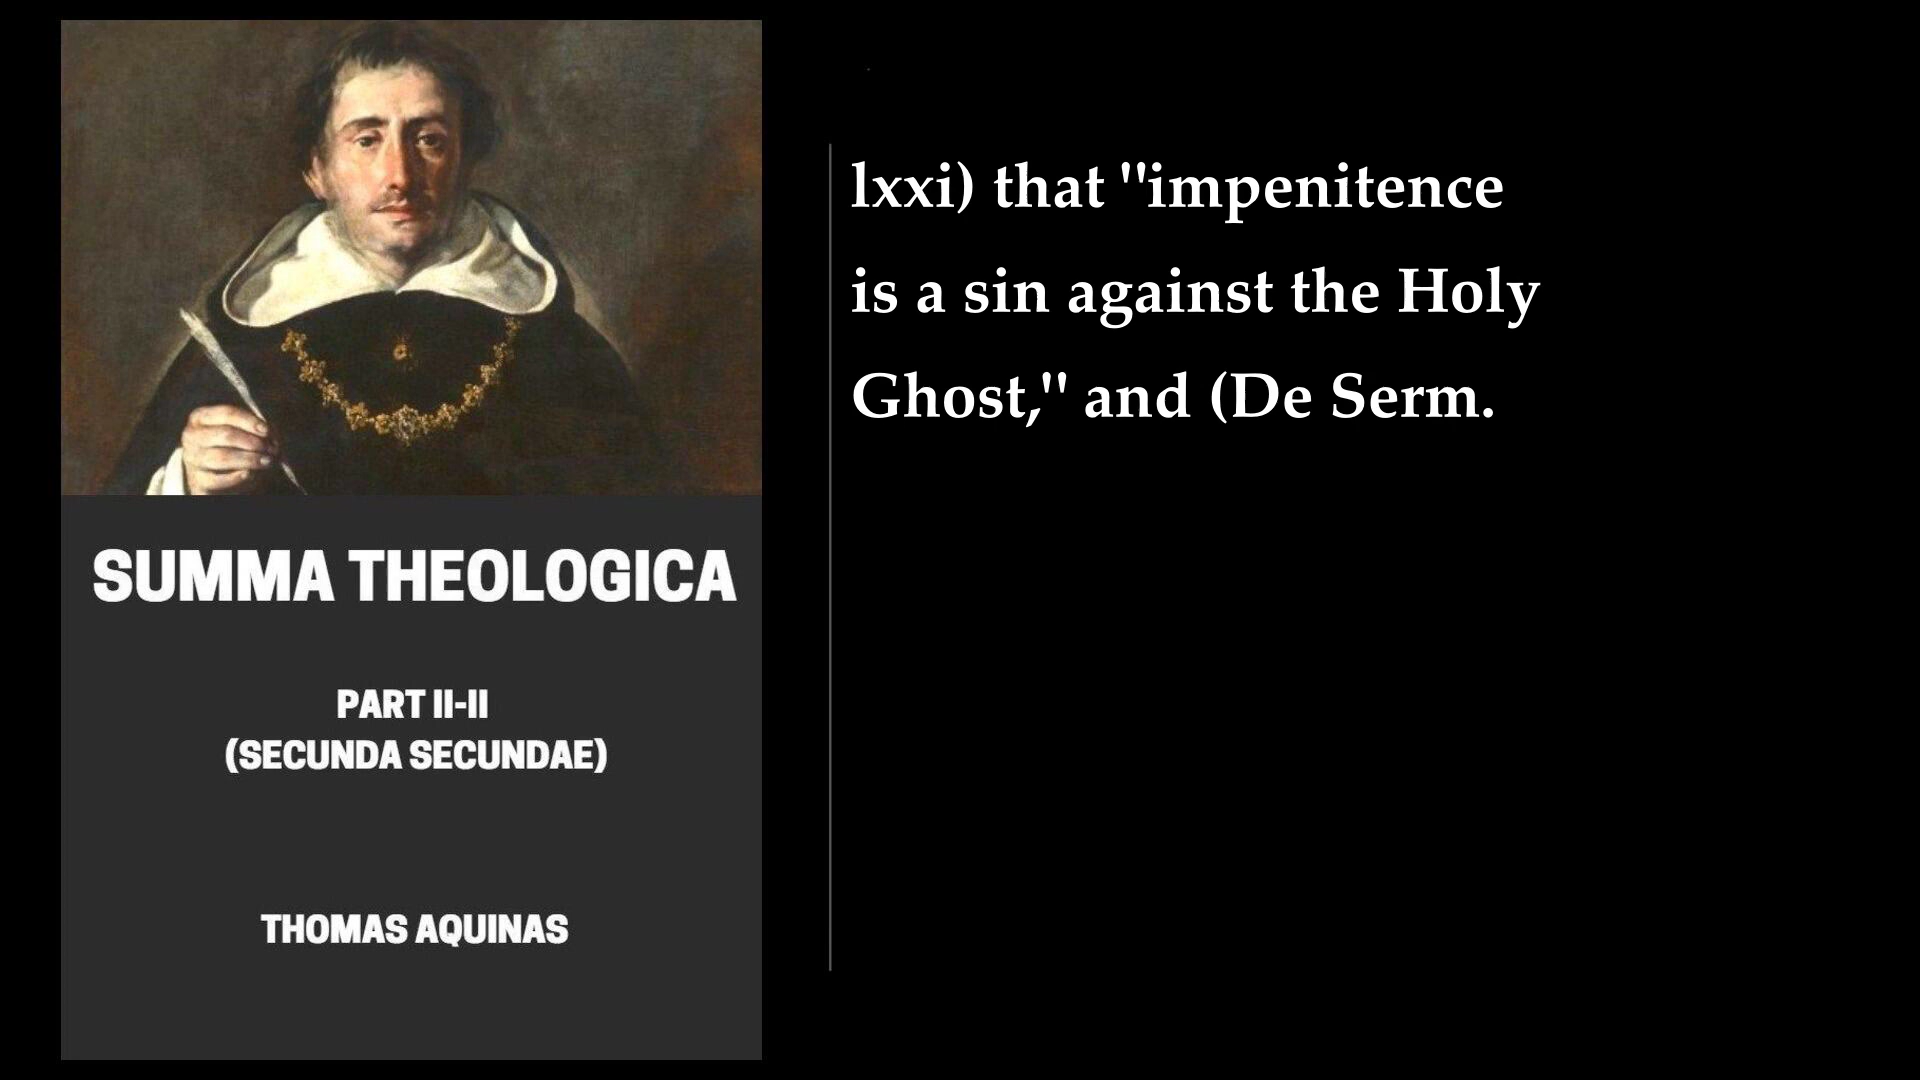 SUMMA THEOLOGICA
PART II-II
(SECUNDA SECUNDAE)
THOMAS AQUINAS
lxxi) that "impenitence
is a sin against the Holy
Ghost," and (De Serm.